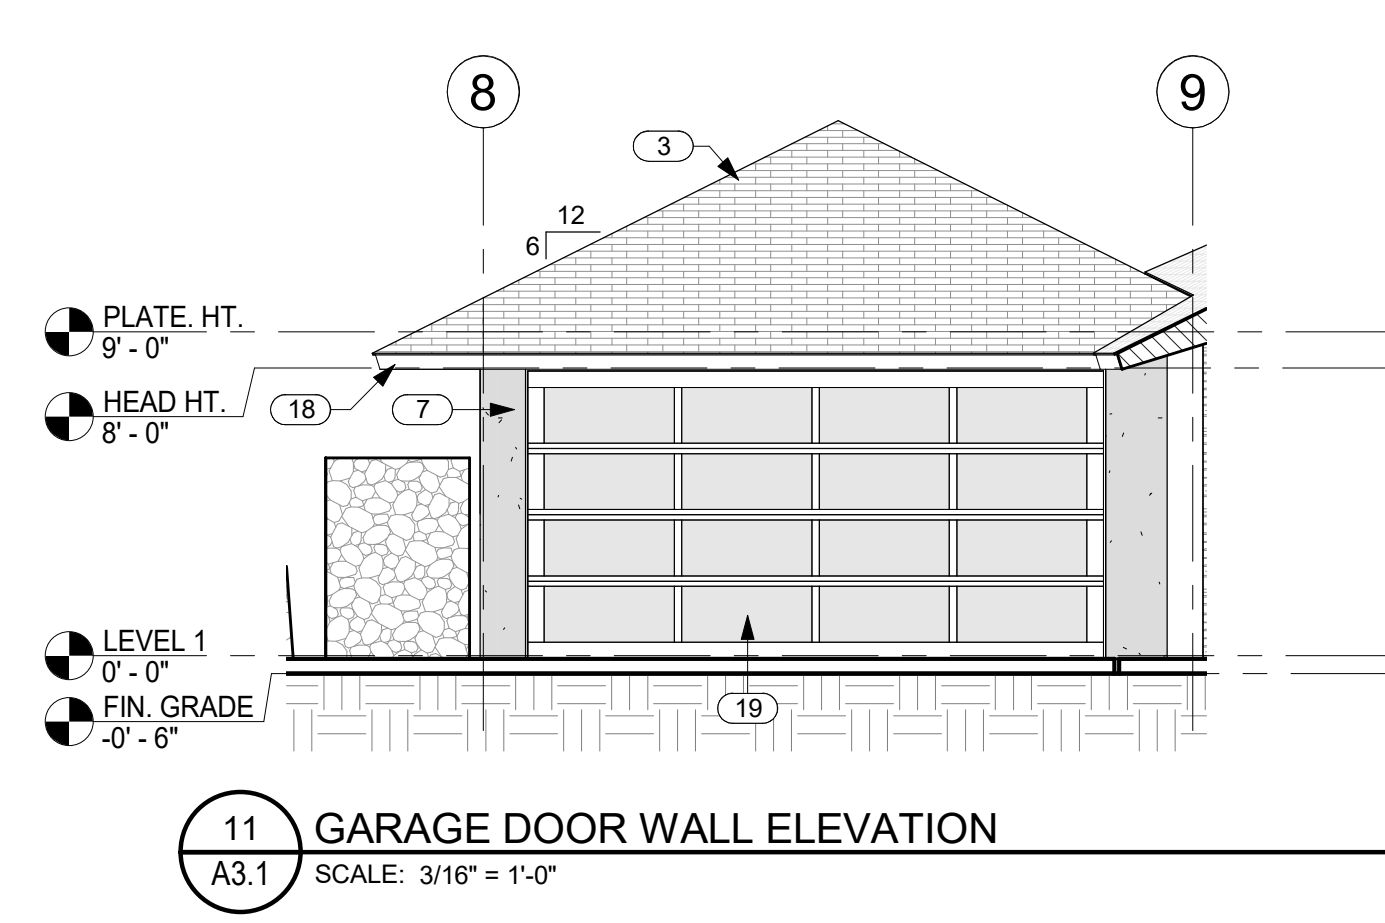 8
9
3
12
6
PLATE. HT.
9' - 0"
HEAD HT.
8' - 0"
18
7
LEVEL 1
0' - 0"
FIN. GRADE
-0' - 6"
19
11
GARAGE DOOR WALL ELEVATION
A3.1
SCALE: 3/16" = 1'-0"